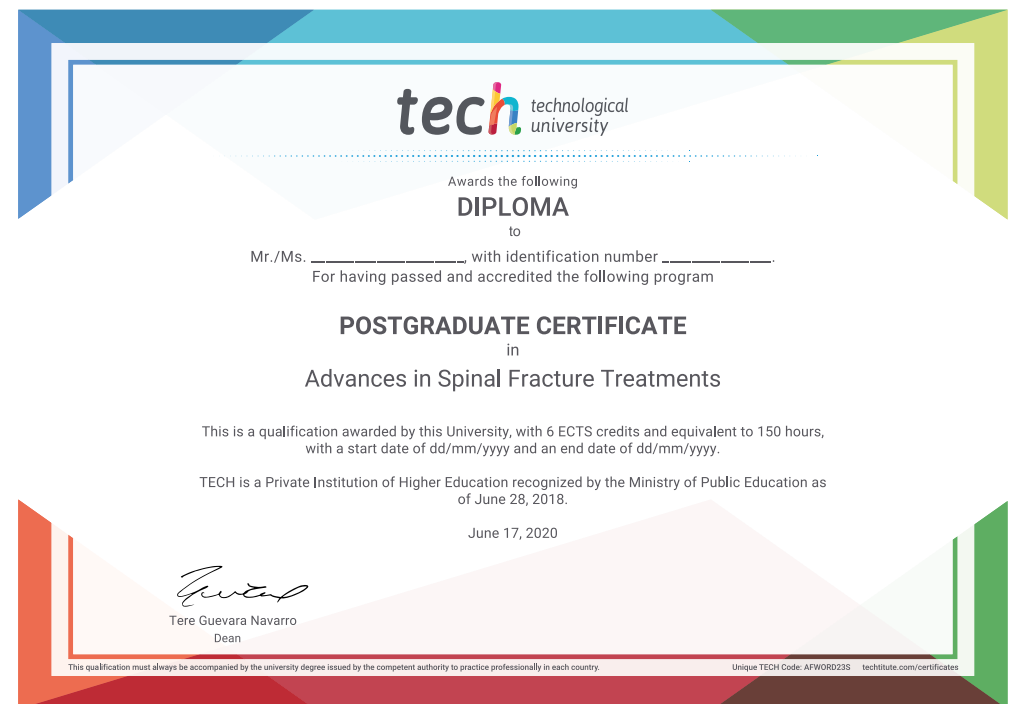 tech technological
university
Awards the following
DIPLOMA
to
Mr./Ms. __________________, with identification number _____________.
For having passed and accredited the following program
POSTGRADUATE CERTIFICATE
in
Advances in Spinal Fracture Treatments
This is a qualification awarded by this University, with 6 ECTS credits and equivalent to 150 hours,
with a start date of dd/mm/yyyy and an end date of dd/mm/yyyy.
TECH is a Private Institution of Higher Education recognized by the Ministry of Public Education as
of June 28, 2018.
June 17, 2020
Tere Guevara Navarro
Dean
This qualification must always be accompanied by the university degree issued by the competent authority to practice professionally in each country. Unique TECH Code: AFWORD23S techtitute.com/certificates